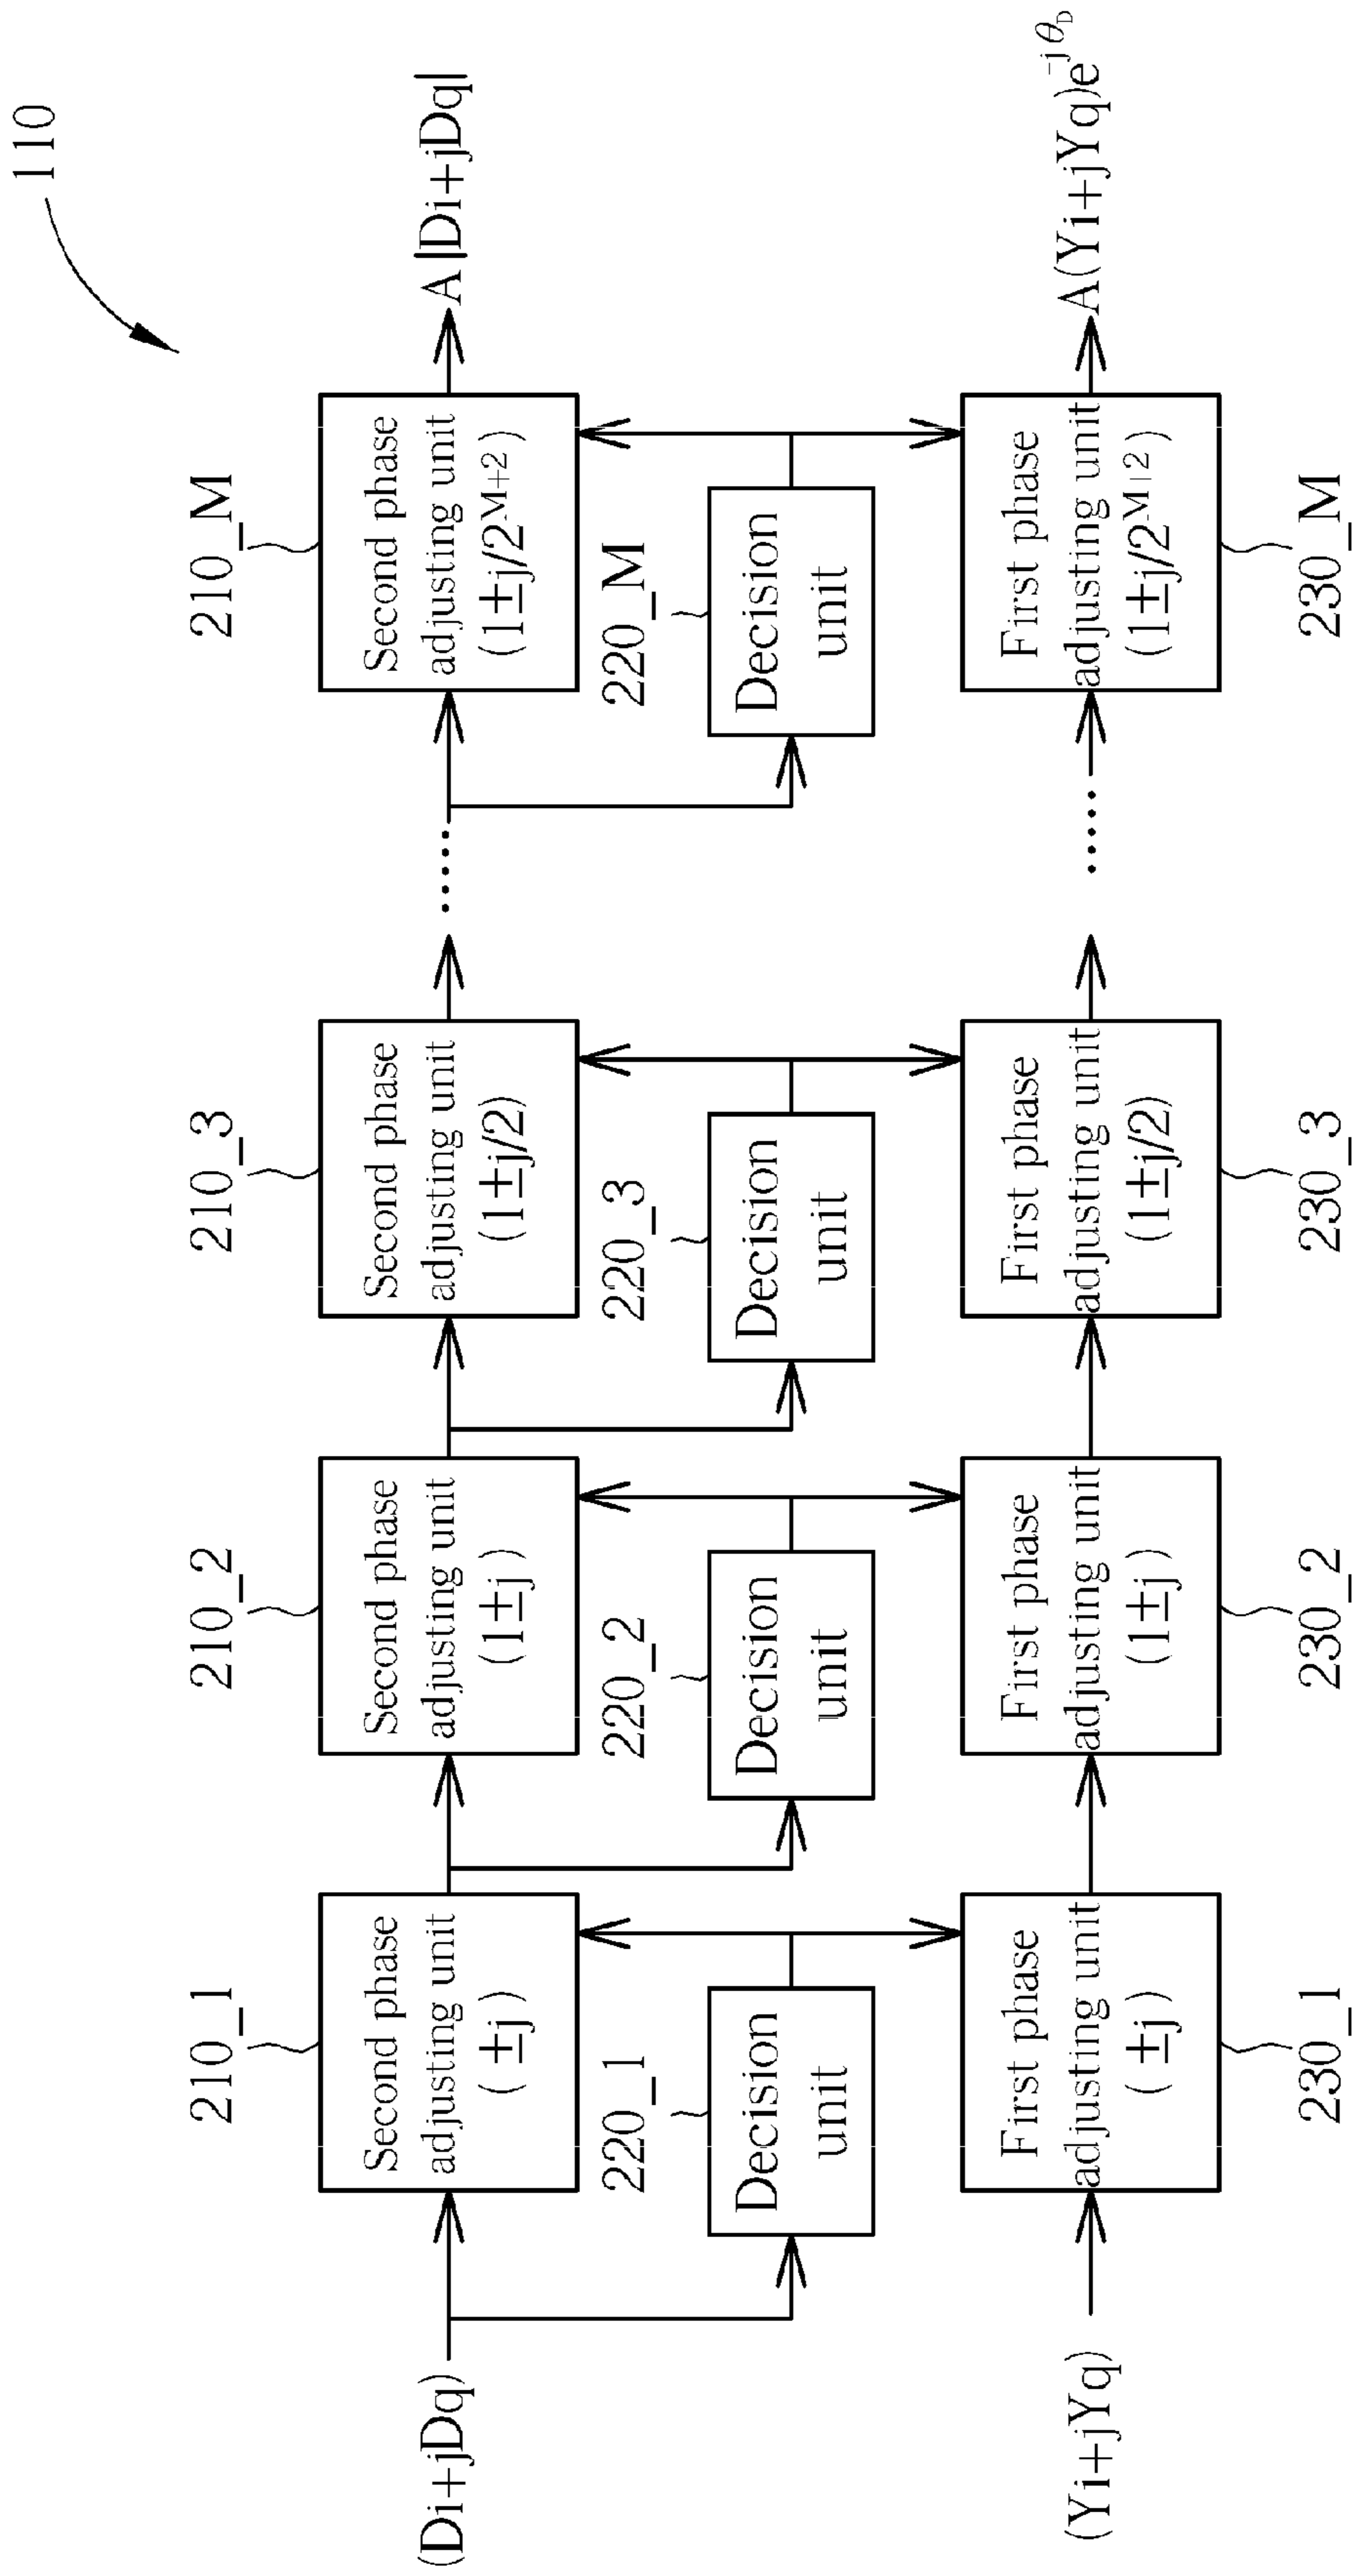 110
210_1
Second phase
adjusting unit
(±j)
210_2
Second phase
adjusting unit
(1±j)
210_3
Second phase
adjusting unit
(1±j/2)
210_M
Second phase
adjusting unit
(1±j/2^{M+2})
(Di+jDq)
A|Di+jDq|
220_1
Decision
unit
220_2
Decision
unit
220_3
Decision
unit
220_M
Decision
unit
(Yi+jYq)
First phase
adjusting unit
(±j)
230_1
First phase
adjusting unit
(1±j)
230_2
First phase
adjusting unit
(1±j/2)
230_3
First phase
adjusting unit
(1±j/2^{M+2})
230_M
A(Yi+jYq)e^{-jθ_D}